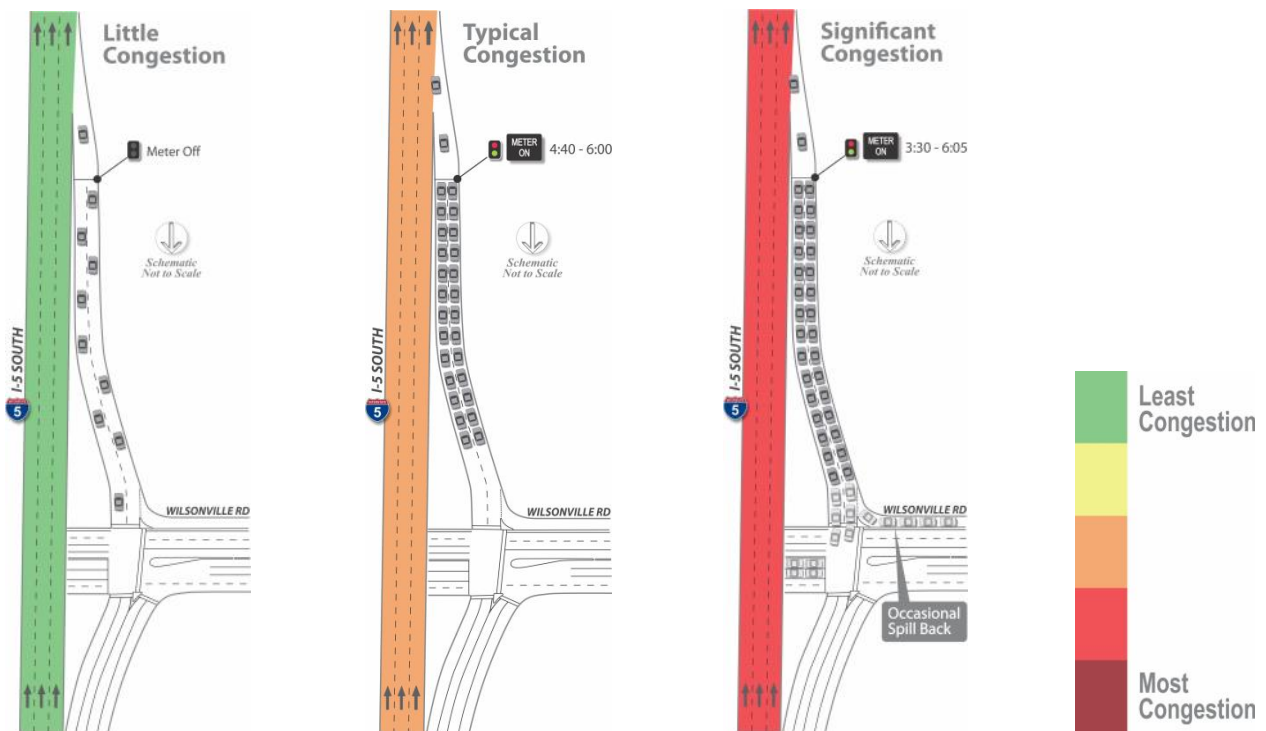 Little
Congestion
Meter Off
Schematic
Not to Scale
I-5 SOUTH
5
WILSONVILLE RD
Typical
Congestion
METER
ON
4:40 - 6:00
Schematic
Not to Scale
I-5 SOUTH
5
WILSONVILLE RD
Significant
Congestion
METER
ON
3:30 - 6:05
Schematic
Not to Scale
I-5 SOUTH
5
WILSONVILLE RD
Occasional
Spill Back
Least
Congestion
Most
Congestion